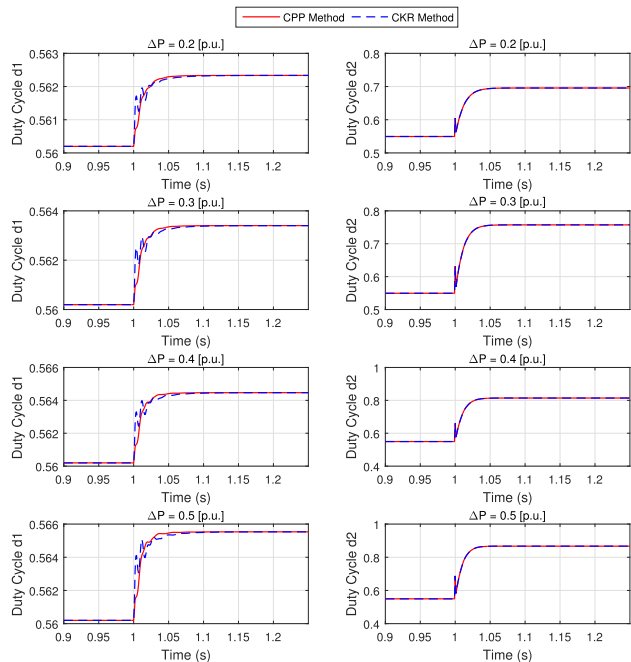 CPP Method CKR Method
ΔP = 0.2 [p.u.] ΔP = 0.2 [p.u.]
Duty Cycle d1
0.563
0.562
0.561
0.56
0.9 0.95 1 1.05 1.1 1.15 1.2
Time (s)
Duty Cycle d2
0.8
0.7
0.6
0.5
0.9 0.95 1 1.05 1.1 1.15 1.2
Time (s)
ΔP = 0.3 [p.u.] ΔP = 0.3 [p.u.]
Duty Cycle d1
0.564
0.562
0.56
0.9 0.95 1 1.05 1.1 1.15 1.2
Time (s)
Duty Cycle d2
0.8
0.7
0.6
0.5
0.9 0.95 1 1.05 1.1 1.15 1.2
Time (s)
ΔP = 0.4 [p.u.] ΔP = 0.4 [p.u.]
Duty Cycle d1
0.566
0.564
0.562
0.56
0.9 0.95 1 1.05 1.1 1.15 1.2
Time (s)
Duty Cycle d2
1
0.8
0.6
0.4
0.9 0.95 1 1.05 1.1 1.15 1.2
Time (s)
ΔP = 0.5 [p.u.] ΔP = 0.5 [p.u.]
Duty Cycle d1
0.566
0.564
0.562
0.56
0.9 0.95 1 1.05 1.1 1.15 1.2
Time (s)
Duty Cycle d2
1
0.8
0.6
0.4
0.9 0.95 1 1.05 1.1 1.15 1.2
Time (s)